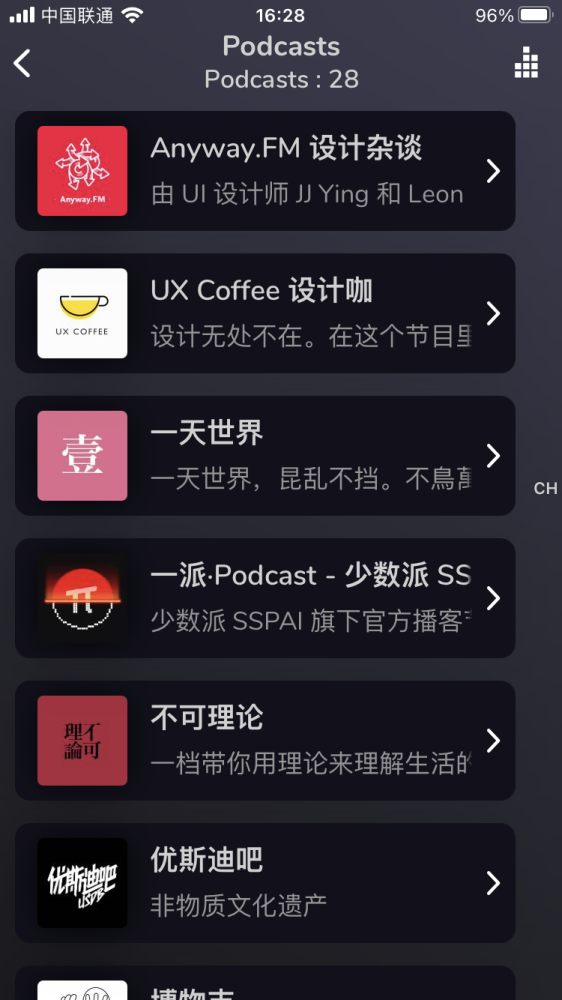 中国联通
16:28
96%
Podcasts
Podcasts : 28
Anyway.FM
Anyway.FM 设计杂谈
由 UI 设计师 JJ Ying 和 Leon
UX COFFEE
UX Coffee 设计咖
设计无处不在。在这个节目里
壹
一天世界
一天世界，昆乱不挡。不鳥萬
CH
一派·Podcast - 少数派 SS
少数派 SSPAI 旗下官方播客节
理不
論可
不可理论
一档带你用理论来理解生活的
优斯迪吧
USDB
优斯迪吧
非物质文化遗产
博物志